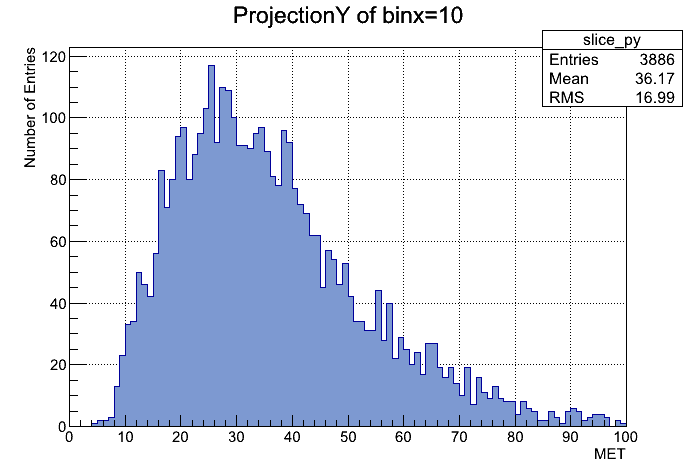 ProjectionY of binx=10
slice_py
Entries 3886
Mean 36.17
RMS 16.99
Number of Entries
120
100
80
60
40
20
0
0 10 20 30 40 50 60 70 80 90 100
MET